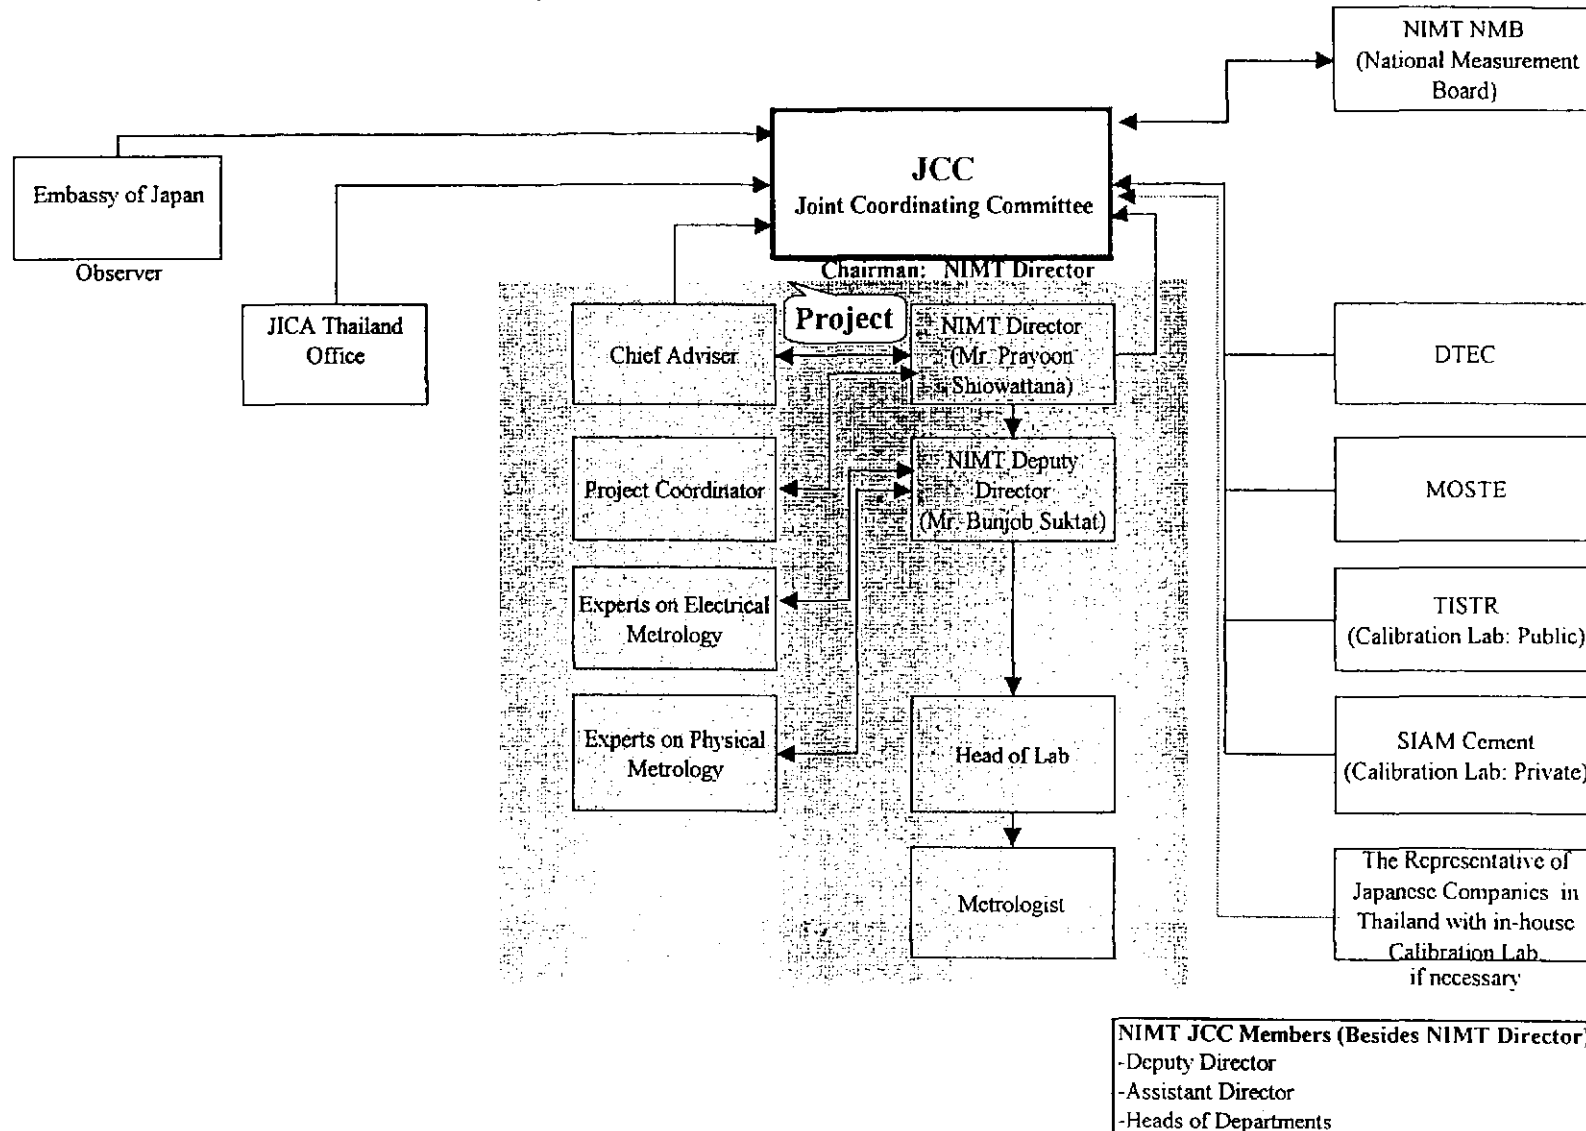 NIMT NMB
(National Measurement
Board)
JCC
Joint Coordinating Committee
Chairman: NIMT Director
Embassy of Japan
Observer
JICA Thailand
Office
Project
Chief Adviser
NIMT Director
(Mr. Pravoon
Shiowattana)
Project Coordinator
NIMT Deputy
Director
(Mr. Bunjob Suktat)
Experts on Electrical
Metrology
Experts on Physical
Metrology
Head of Lab
Metrologist
DTEC
MOSTE
TISTR
(Calibration Lab: Public)
SIAM Cement
(Calibration Lab: Private)
The Representative of
Japanese Companies in
Thailand with in-house
Calibration Lab
if necessary
NIMT JCC Members (Besides NIMT Director)
-Deputy Director
-Assistant Director
-Heads of Departments